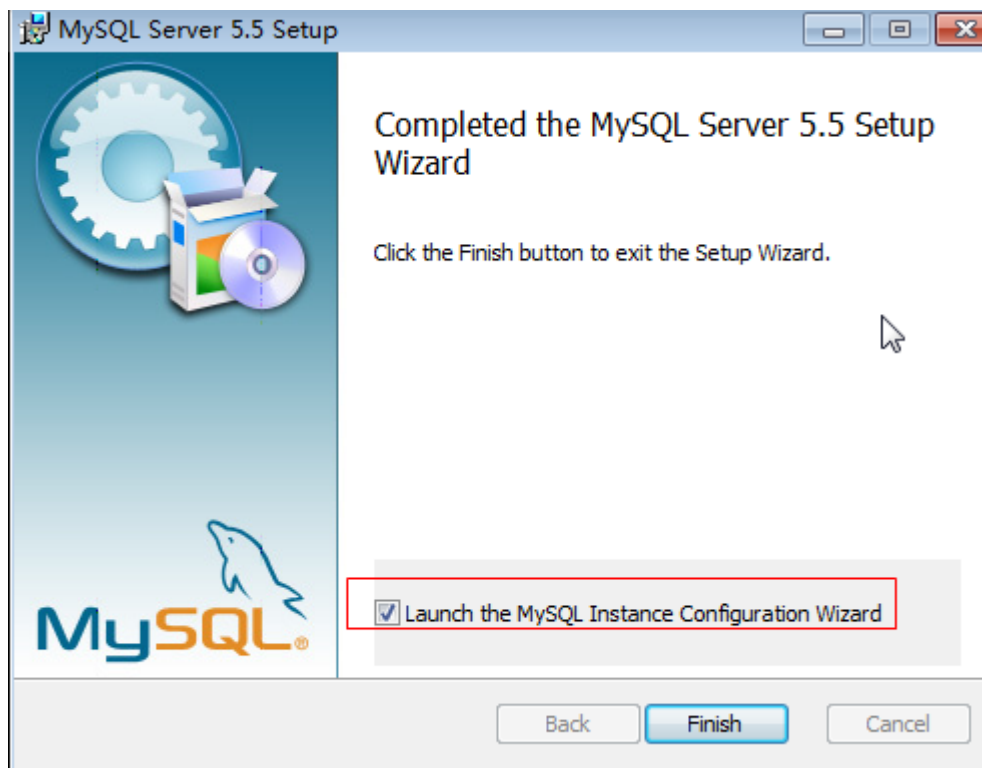 MySQL Server 5.5 Setup
Completed the MySQL Server 5.5 Setup
Wizard
Click the Finish button to exit the Setup Wizard.
MySQL®
Launch the MySQL Instance Configuration Wizard
Back
Finish
Cancel